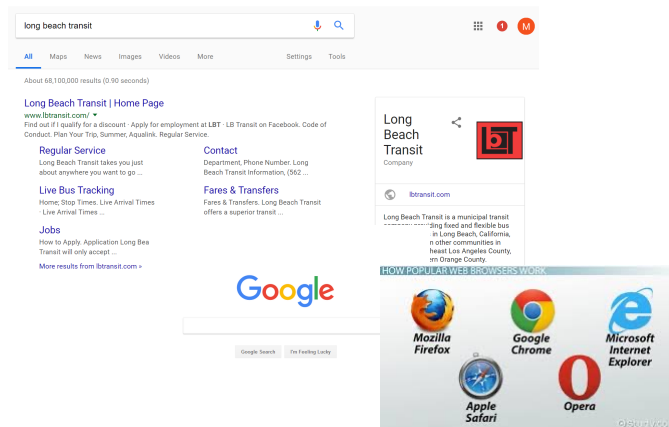 long beach transit
1
M
All Maps News Images Videos More Settings Tools
About 68,100,000 results (0.90 seconds)
Long Beach Transit | Home Page
www.lbtransit.com/
Find out if I qualify for a discount · Apply for employment at LBT · LB Transit on Facebook. Code of
Conduct. Plan Your Trip, Summer, Aqualink. Regular Service.
Regular Service
Long Beach Transit takes you just
about anywhere you want to go ...
Contact
Department, Phone Number. Long
Beach Transit Information, (562 ...
Live Bus Tracking
Home; Stop Times. Live Arrival Times
· Live Arrival Times ...
Fares & Transfers
Fares & Transfers. Long Beach Transit
offers a superior transit ...
Jobs
How to Apply. Application Long Bea
Transit will only accept ...
More results from lbtransit.com »
Long
Beach
Transit
Company
bT
lbtransit.com
Long Beach Transit is a municipal transit
fixed and flexible bus
in Long Beach, California,
n other communities in
heast Los Angeles County,
ern Orange County.
Google
Google Search I'm Feeling Lucky
HOW POPULAR WEB BROWSERS WORK
Mozilla
Firefox
Google
Chrome
Microsoft
Internet
Explorer
Apple
Safari
Opera